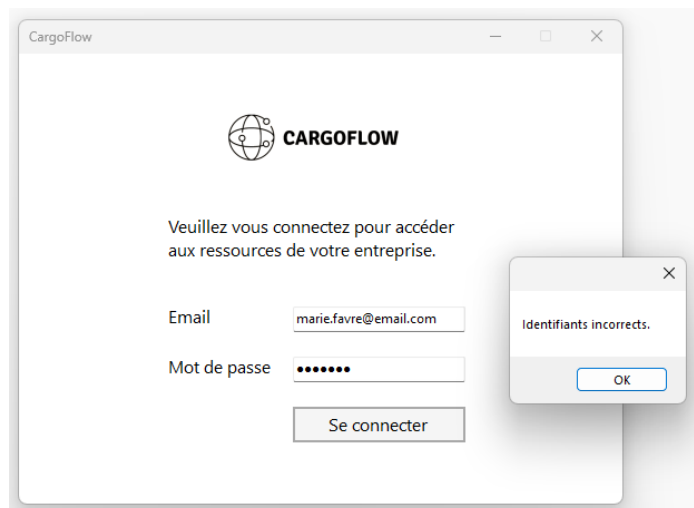 CargoFlow
CARGOFLOW
Veuillez vous connectez pour accéder
aux ressources de votre entreprise.
Email
marie.favre@email.com
Mot de passe
•••••••
Se connecter
Identifiants incorrects.
OK